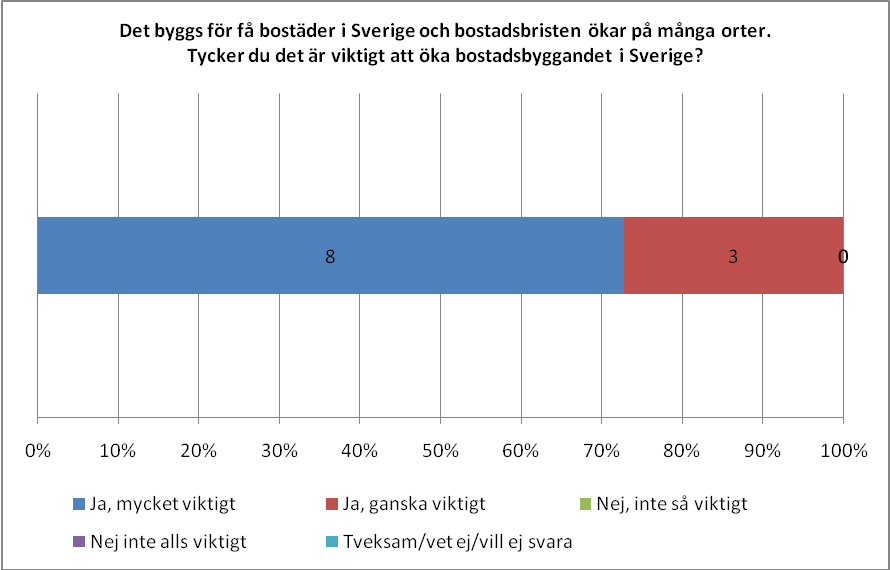 Det byggs för få bostäder i Sverige och bostadsbristen ökar på många orter.
Tycker du det är viktigt att öka bostadsbyggandet i Sverige?
8 3 0
0% 10% 20% 30% 40% 50% 60% 70% 80% 90% 100%
Ja, mycket viktigt Ja, ganska viktigt Nej, inte så viktigt
Nej inte alls viktigt Tveksam/vet ej/vill ej svara